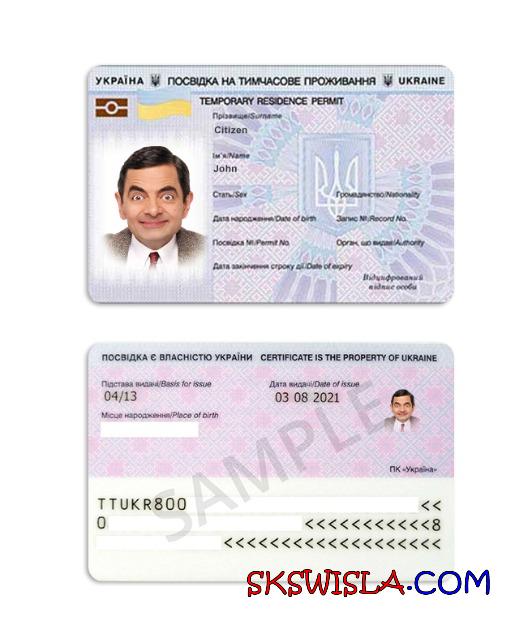 УКРАЇНА ПОСВІДКА НА ТИМЧАСОВЕ ПРОЖИВАННЯ UKRAINE
TEMPORARY RESIDENCE PERMIT
Прізвище/Surname
Citizen
Ім'я/Name
John
Стать/Sex Громадянство/Nationality
Дата народження/Date of birth Запис №/Record No.
Посвідка №/Permit No. Орган, що видав/Authority
Дата закінчення строку дії/Date of expiry
Відцифрований
підпис особи
ПОСВІДКА Є ВЛАСНІСТЮ УКРАЇНИ CERTIFICATE IS THE PROPERTY OF UKRAINE
Підстава видачі/Basis for issue Дата видачі/Date of issue
04/13 03 08 2021
Місце народження/Place of birth
SAMPLE
ПК «Україна»
TTUKR800 <<
0 <<<<<<<<<<<8
<<<<<<<<<<<<<<<<<<<
SKSWISLA.COM